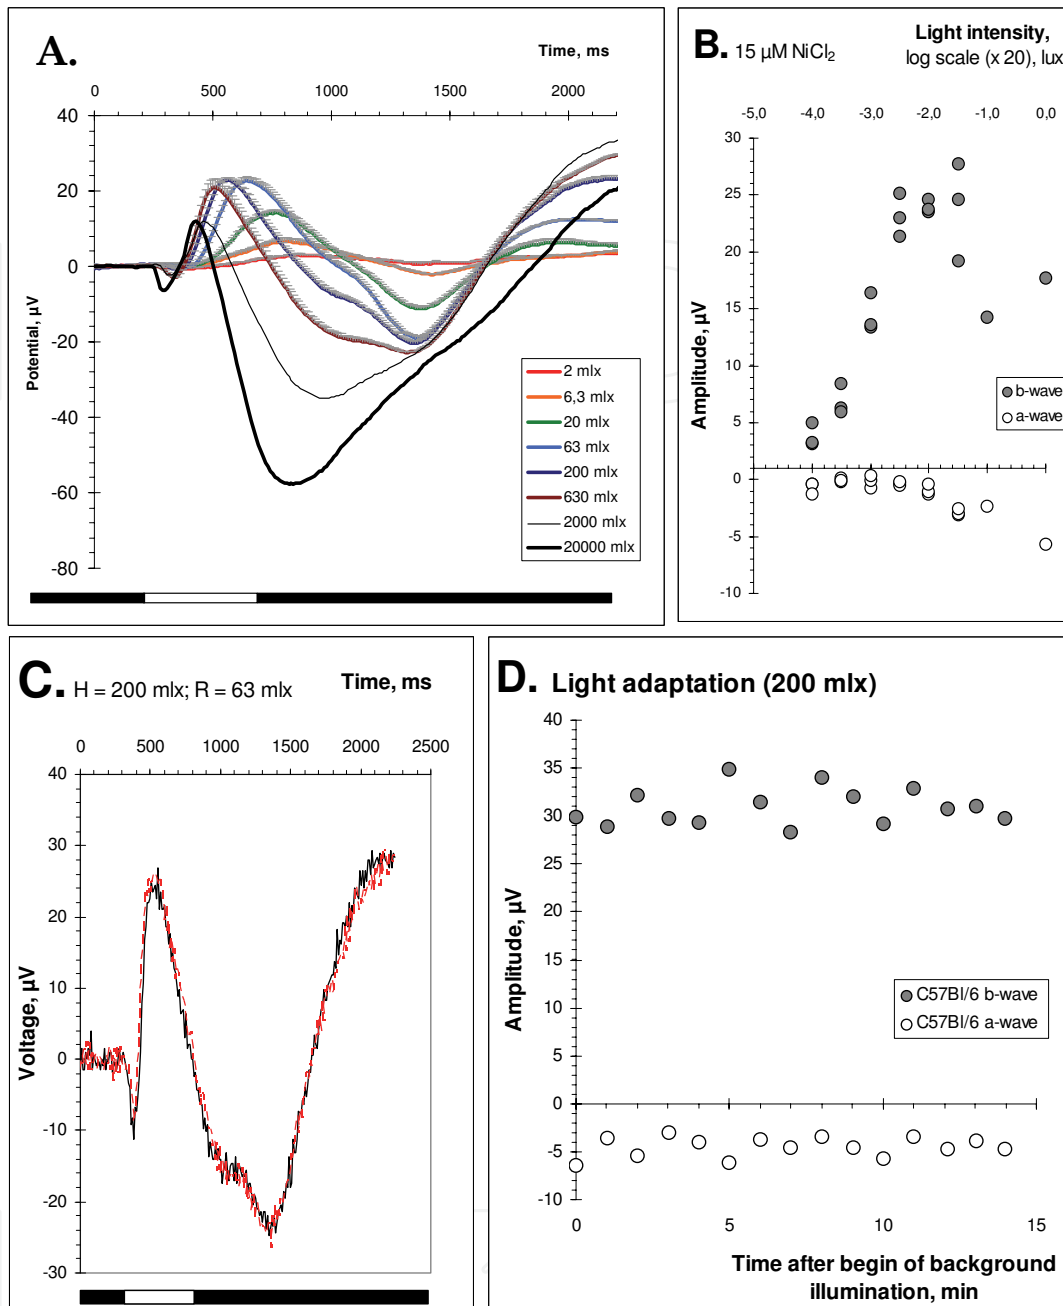 A.
Time, ms
0 500 1000 1500 2000
40
20
0
-20
-40
-60
-80
Potential, µV
2 mlx
6,3 mlx
20 mlx
63 mlx
200 mlx
630 mlx
2000 mlx
20000 mlx
B. 15 µM NiCl₂
Light intensity,
log scale (x 20), lux
-5,0 -4,0 -3,0 -2,0 -1,0 0,0
30
25
20
15
10
5
0
-5
-10
Amplitude, µV
b-wave
a-wave
C. H = 200 mlx; R = 63 mlx
Time, ms
0 500 1000 1500 2000 2500
40
30
20
10
0
-10
-20
-30
Voltage, µV
D. Light adaptation (200 mlx)
40
35
30
25
20
15
10
5
0
-5
-10
Amplitude, µV
C57Bl/6 b-wave
C57Bl/6 a-wave
0 5 10 15
Time after begin of background
illumination, min